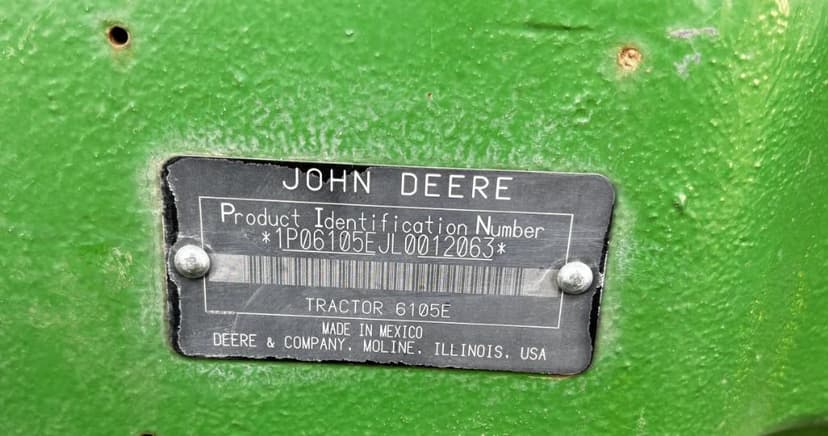 JOHN DEERE
Product Identification Number
*1P06105EJL0012063*
TRACTOR 6105E
MADE IN MEXICO
DEERE & COMPANY, MOLINE, ILLINOIS, USA